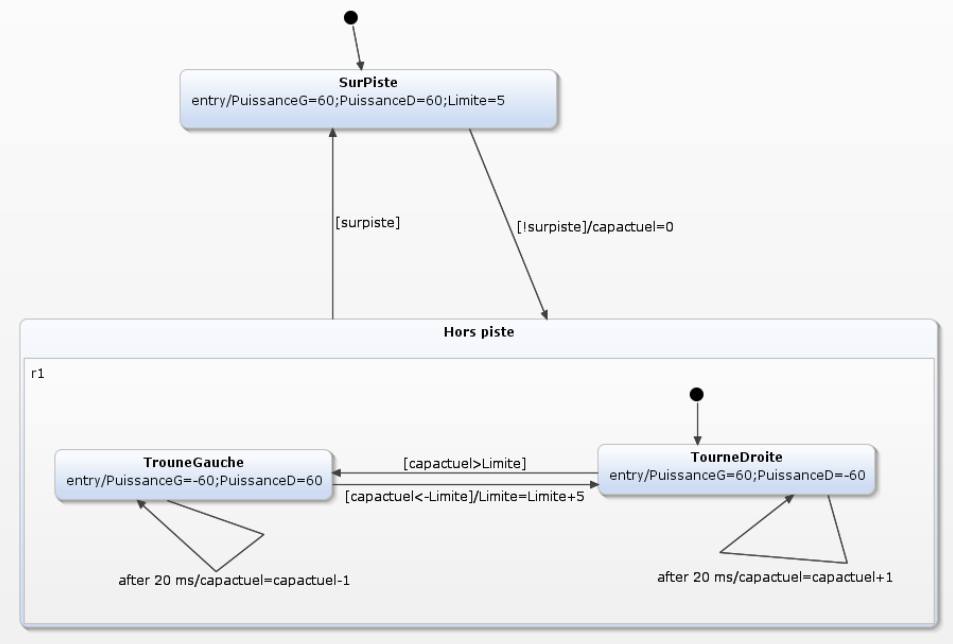 SurPiste
entry/PuissanceG=60;PuissanceD=60;Limite=5
[surpiste]
[!surpiste]/capactuel=0
Hors piste
r1
TrouneGauche
entry/PuissanceG=-60;PuissanceD=60
[capactuel>Limite]
[capactuel<-Limite]/Limite=Limite+5
TourneDroite
entry/PuissanceG=60;PuissanceD=-60
after 20 ms/capactuel=capactuel-1
after 20 ms/capactuel=capactuel+1